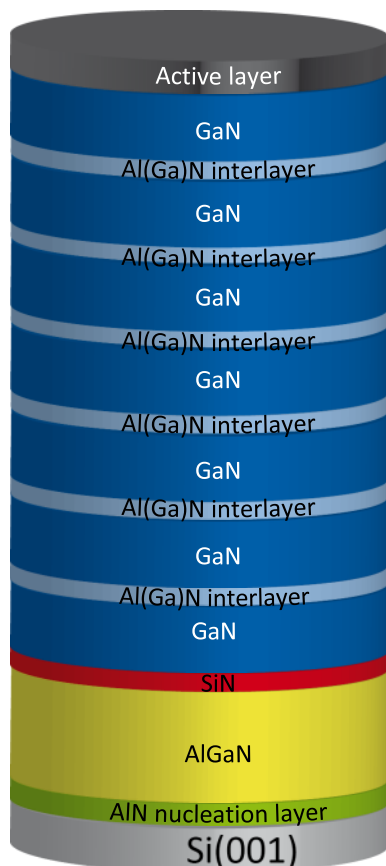 Active layer
GaN
Al(Ga)N interlayer
GaN
Al(Ga)N interlayer
GaN
Al(Ga)N interlayer
GaN
Al(Ga)N interlayer
GaN
Al(Ga)N interlayer
GaN
Al(Ga)N interlayer
GaN
SiN
AlGaN
AlN nucleation layer
Si(001)